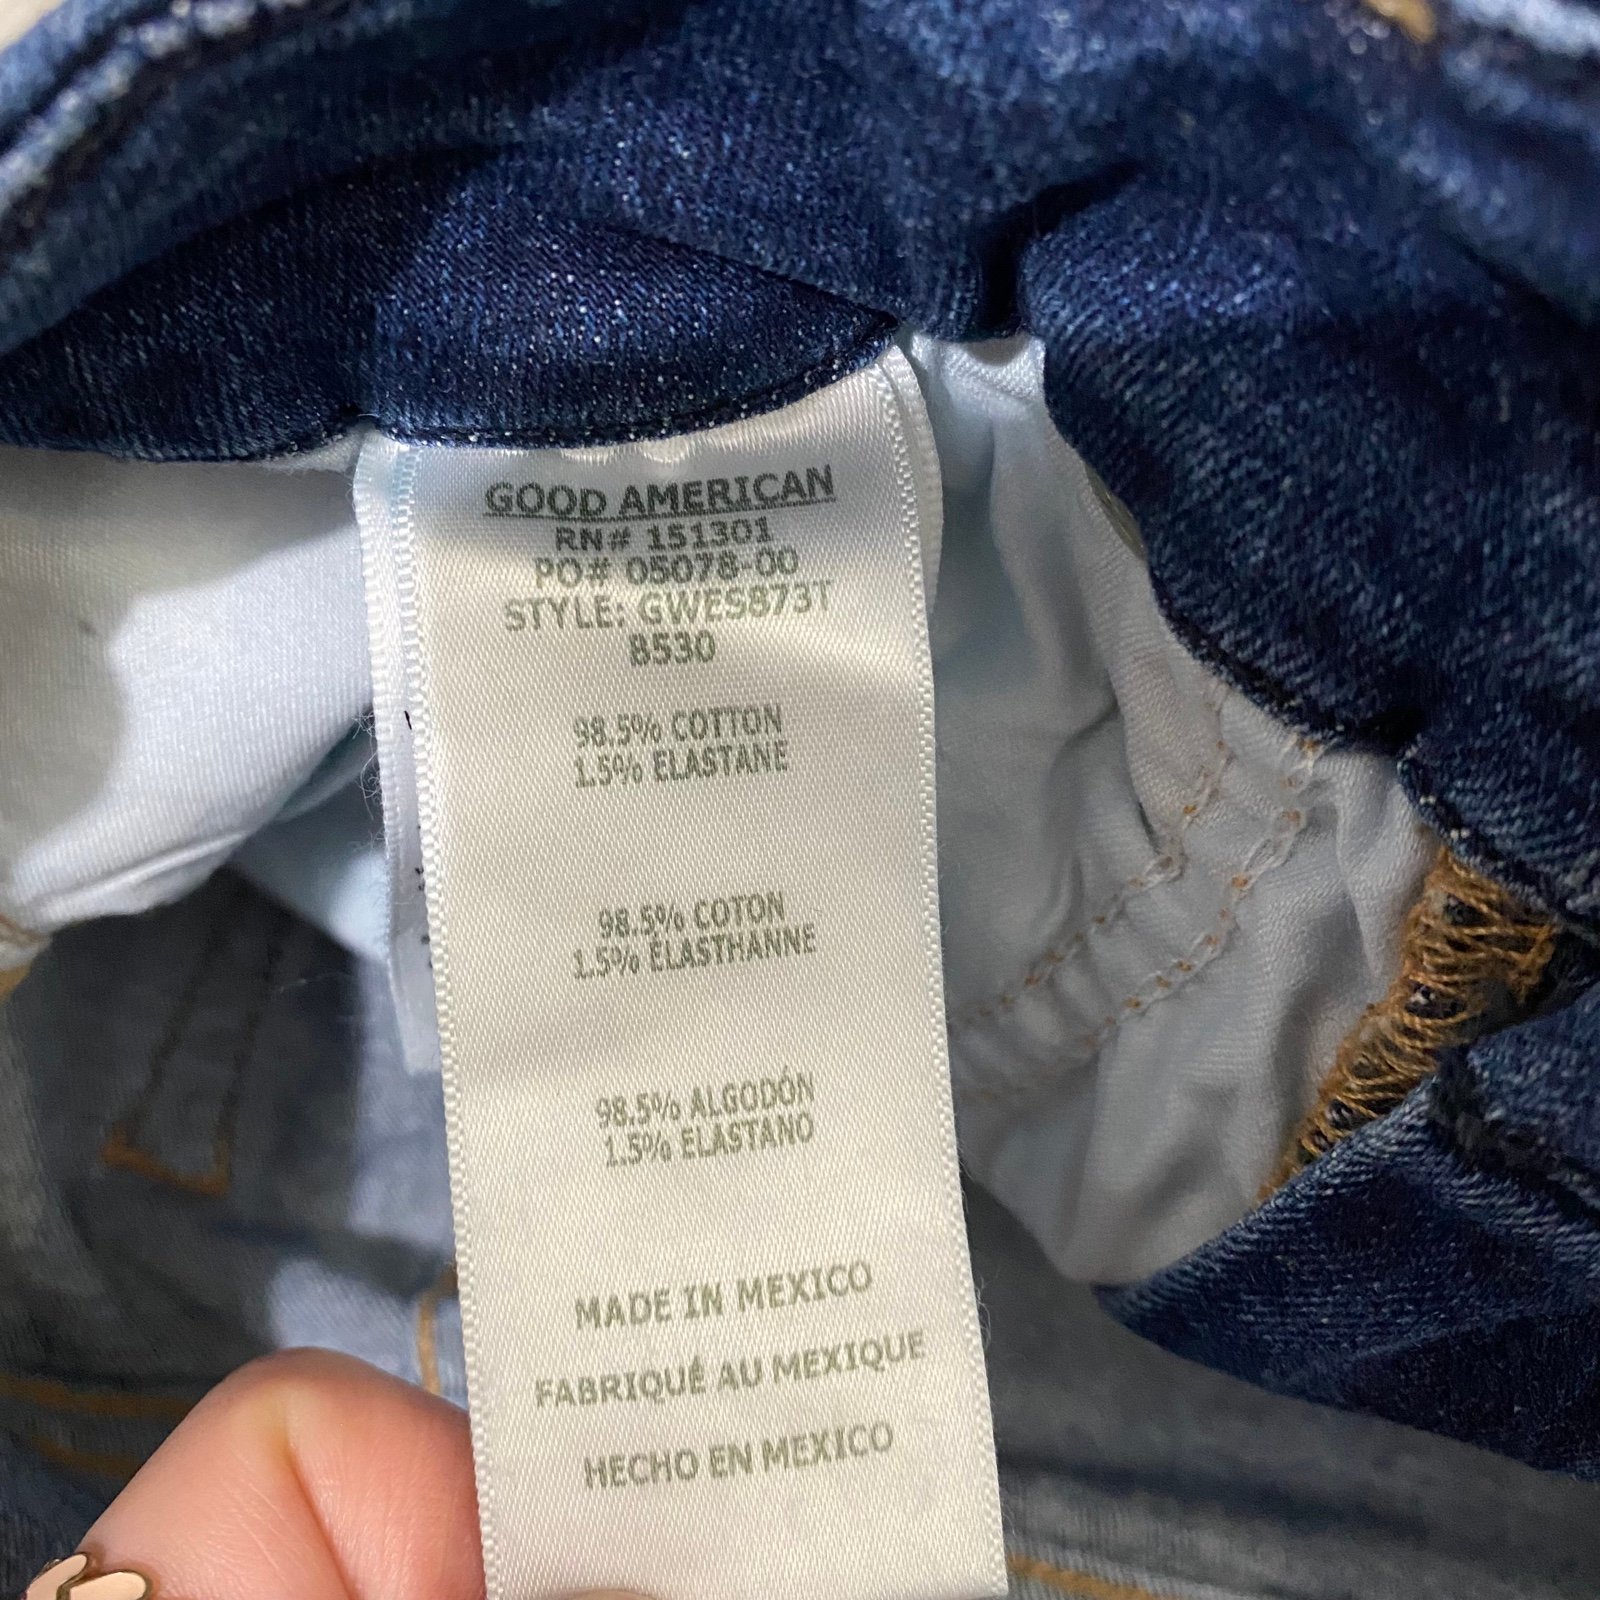 GOOD AMERICAN
RN# 151301
PO# 05078-00
STYLE: GWES873T
8530
98.5% COTTON
1.5% ELASTANE
98.5% COTON
1.5% ÉLASTHANNE
98.5% ALGODÓN
1.5% ELASTANO
MADE IN MEXICO
FABRIQUÉ AU MEXIQUE
HECHO EN MEXICO